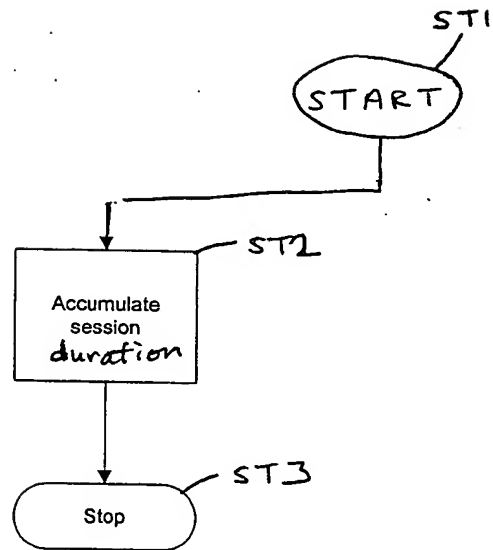 ST1
START
ST2
Accumulate
session
duration
ST3
Stop